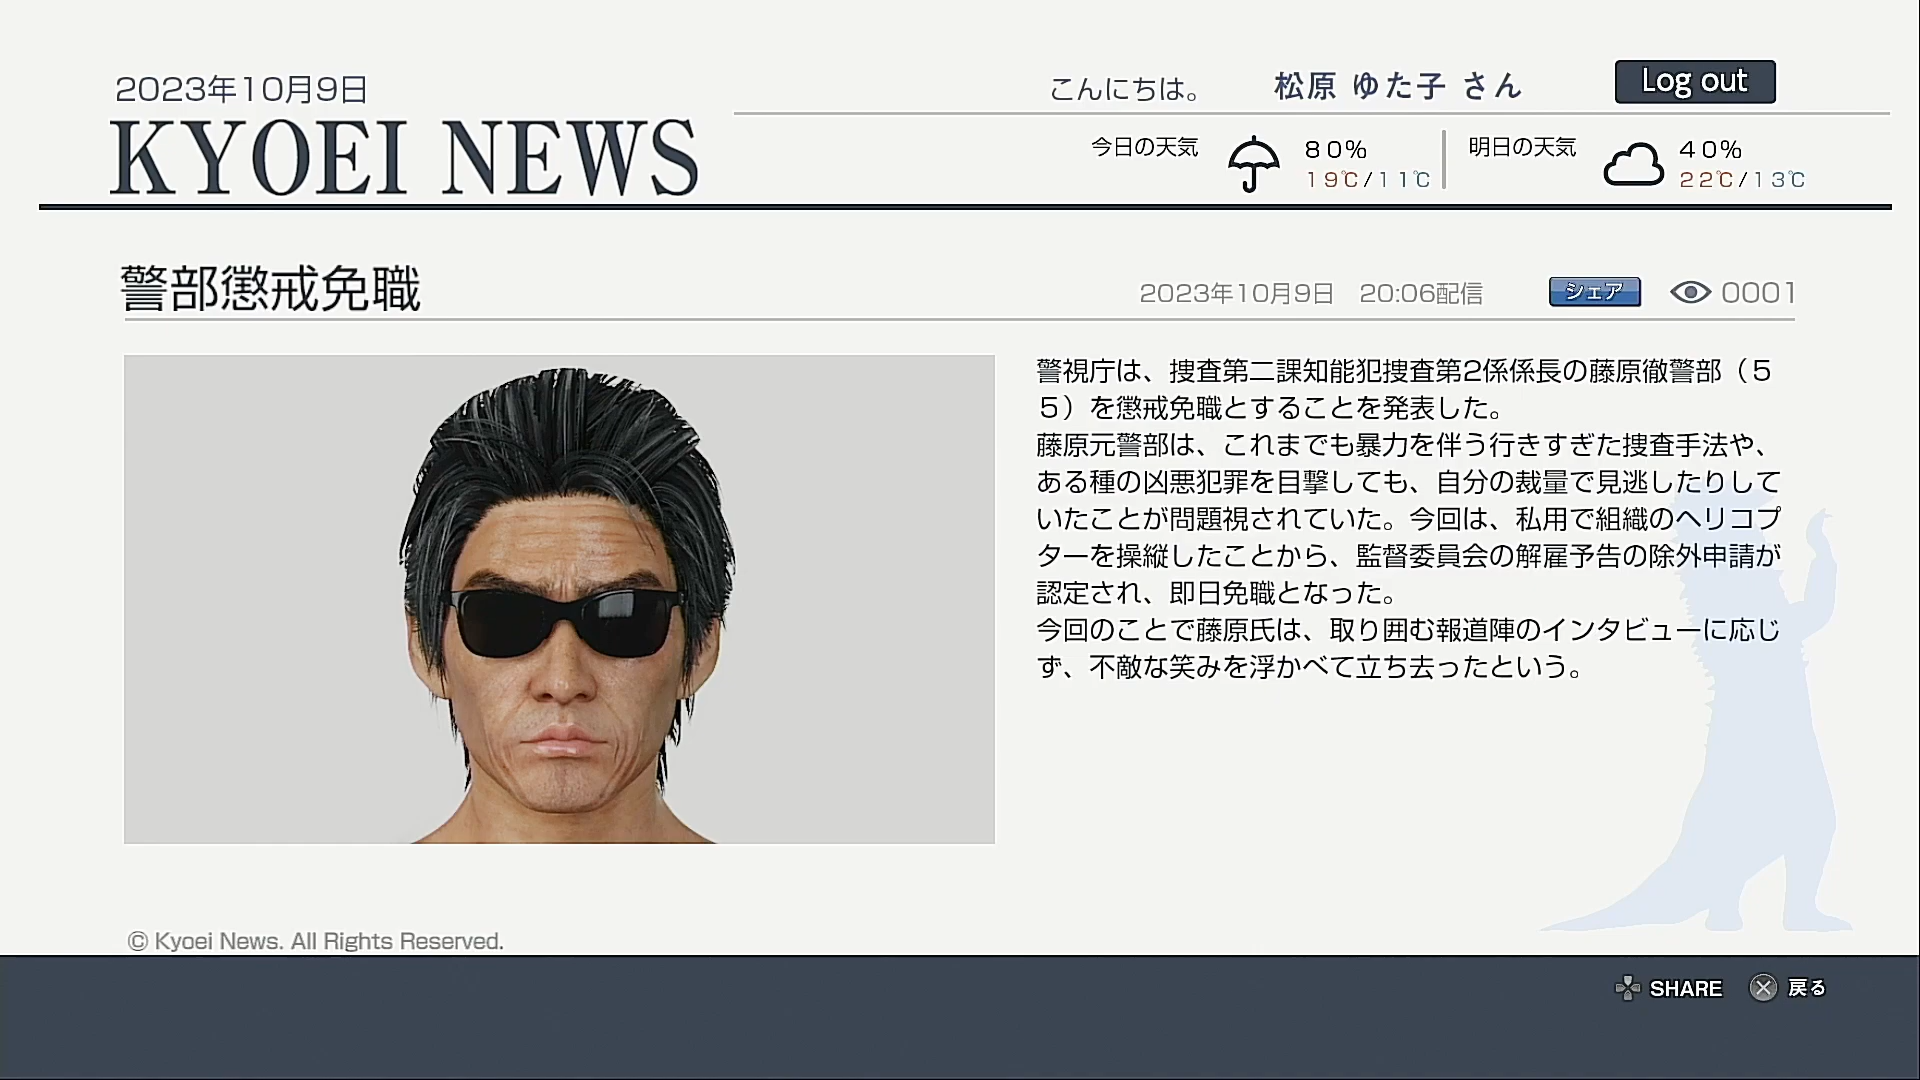 2023年10月9日
こんにちは。 松原 ゆた子 さん
Log out
KYOEI NEWS
今日の天気 80% 19℃/11℃
明日の天気 40% 22℃/13℃
警部懲戒免職
2023年10月9日 20:06配信
シェア
0001
警視庁は、捜査第二課知能犯捜査第2係係長の藤原徹警部（５
５）を懲戒免職とすることを発表した。
藤原元警部は、これまでも暴力を伴う行きすぎた捜査手法や、
ある種の凶悪犯罪を目撃しても、自分の裁量で見逃したりして
いたことが問題視されていた。今回は、私用で組織のヘリコプ
ターを操縦したことから、監督委員会の解雇予告の除外申請が
認定され、即日免職となった。
今回のことで藤原氏は、取り囲む報道陣のインタビューに応じ
ず、不敵な笑みを浮かべて立ち去ったという。
© Kyoei News. All Rights Reserved.
SHARE 戻る